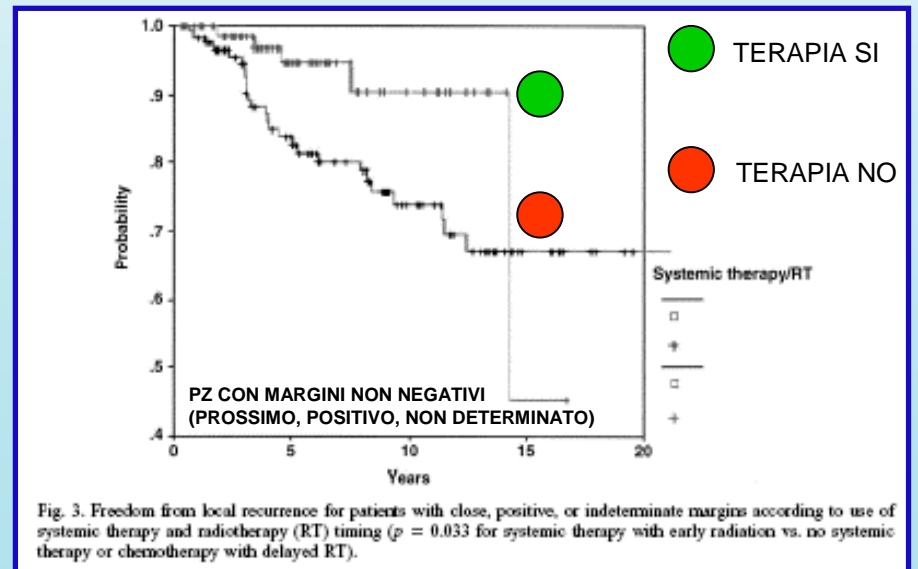 1.0
.9
.8
.7
.6
.5
.4
Probability
0
5
10
15
20
Years
TERAPIA SI
TERAPIA NO
Systemic therapy/RT
PZ CON MARGINI NON NEGATIVI
(PROSSIMO, POSITIVO, NON DETERMINATO)
Fig. 3. Freedom from local recurrence for patients with close, positive, or indeterminate margins according to use of
systemic therapy and radiotherapy (RT) timing (p = 0.033 for systemic therapy with early radiation vs. no systemic
therapy or chemotherapy with delayed RT).